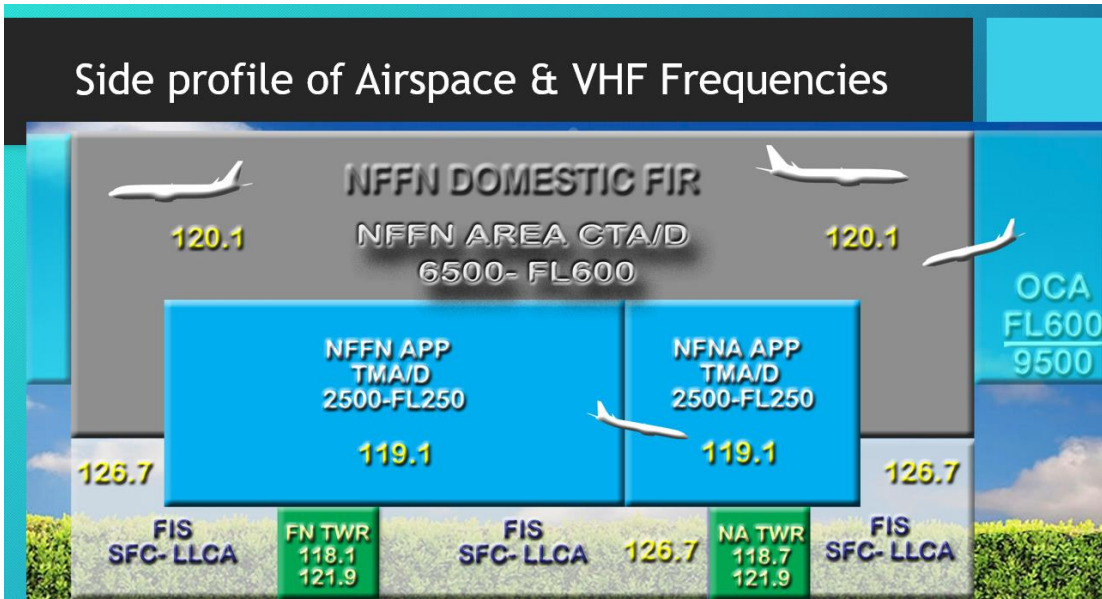 Side profile of Airspace & VHF Frequencies
NFFN DOMESTIC FIR
120.1
NFFN AREA CTA/D
120.1
6500- FL600
OCA
FL600
9500
NFFN APP
TMA/D
2500-FL250
119.1
NFNA APP
TMA/D
2500-FL250
119.1
126.7
126.7
FIS
SFC- LLCA
FN TWR
118.1
121.9
FIS
SFC- LLCA
126.7
NA TWR
118.7
121.9
FIS
SFC- LLCA